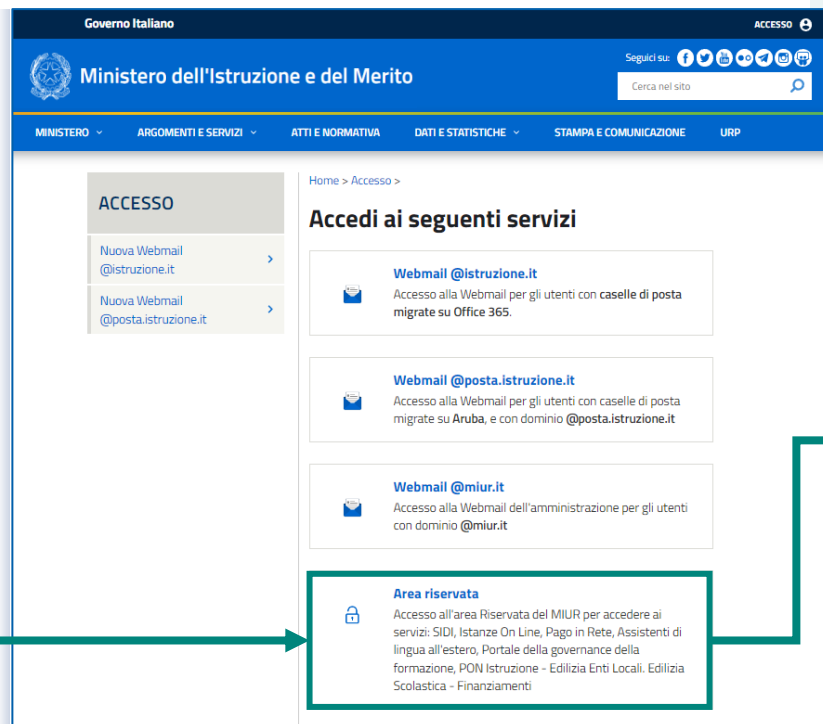 Governo Italiano
ACCESSO
Ministero dell'Istruzione e del Merito
Seguici su:
Cerca nel sito
MINISTERO ARGOMENTI E SERVIZI ATTI E NORMATIVA DATI E STATISTICHE STAMPA E COMUNICAZIONE URP
ACCESSO
Nuova Webmail
@istruzione.it
Nuova Webmail
@posta.istruzione.it
Home > Accesso >
Accedi ai seguenti servizi
Webmail @istruzione.it
Accesso alla Webmail per gli utenti con caselle di posta
migrate su Office 365.
Webmail @posta.istruzione.it
Accesso alla Webmail per gli utenti con caselle di posta
migrate su Aruba, e con dominio @posta.istruzione.it
Webmail @miur.it
Accesso alla Webmail dell'amministrazione per gli utenti
con dominio @miur.it
Area riservata
Accesso all'area Riservata del MIUR per accedere ai
servizi: SIDI, Istanze On Line, Pago in Rete, Assistenti di
lingua all'estero, Portale della governance della
formazione, PON Istruzione - Edilizia Enti Locali. Edilizia
Scolastica - Finanziamenti